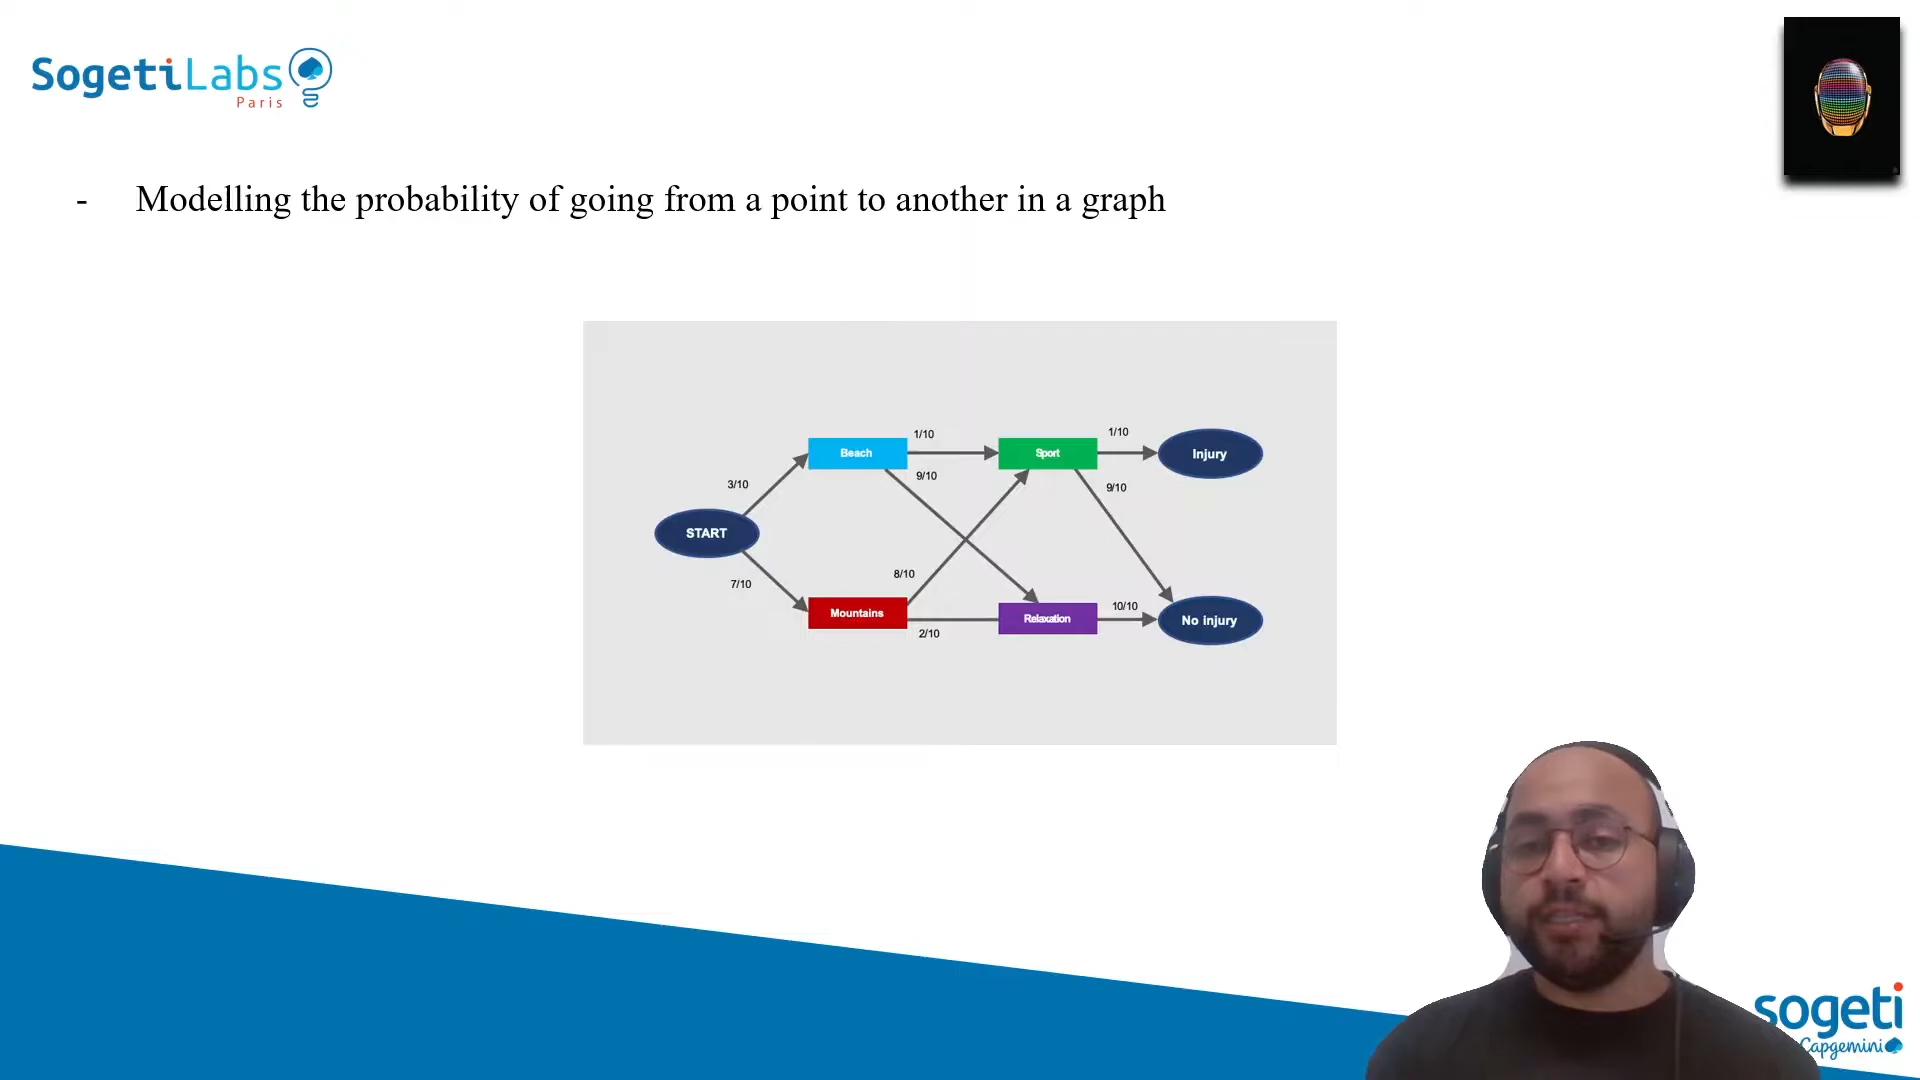 SogetiLabs
Paris
- Modelling the probability of going from a point to another in a graph
1/10
1/10
Beach
Sport
Injury
3/10
9/10
9/10
START
7/10
8/10
Mountains
10/10
Relaxation
No injury
2/10
sogeti
Capgemini